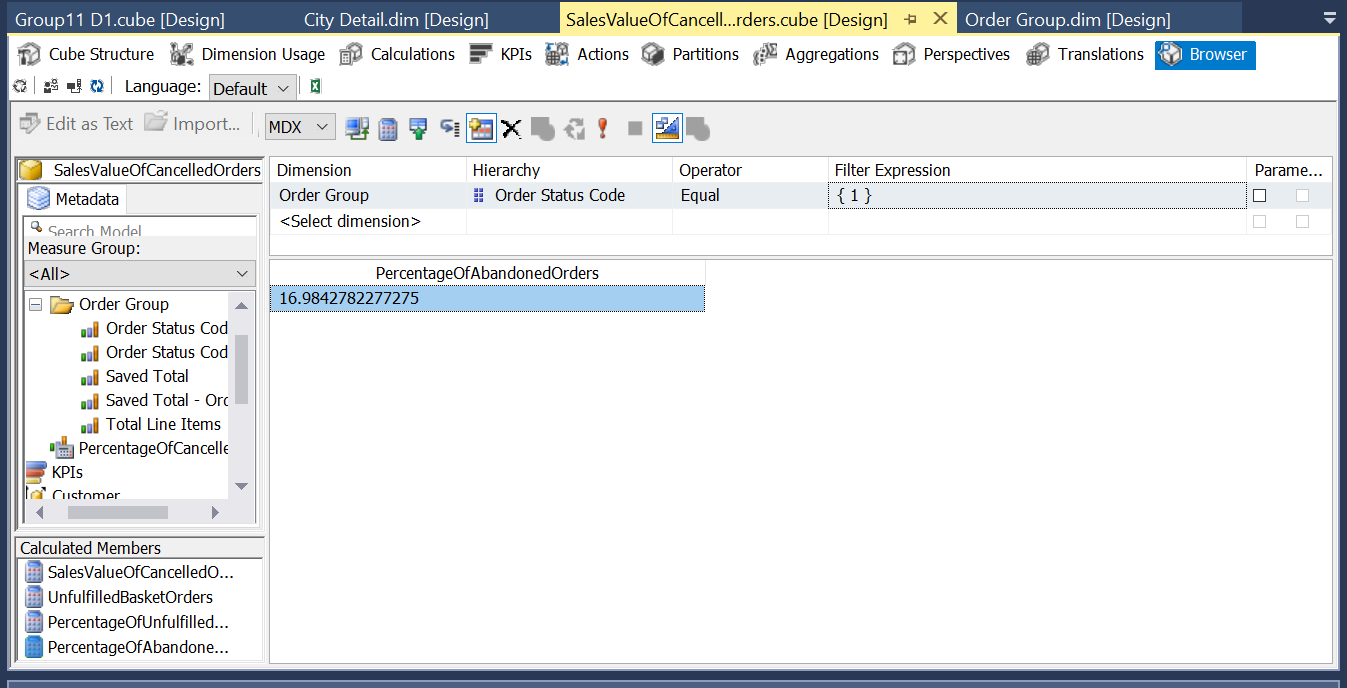 Group11 D1.cube [Design] City Detail.dim [Design] SalesValueOfCancell...rders.cube [Design] Order Group.dim [Design]
Cube Structure Dimension Usage Calculations KPIs Actions Partitions Aggregations Perspectives Translations Browser
Language: Default
Edit as Text Import... MDX
SalesValueOfCancelledOrders
Metadata
Search Model
Measure Group:
<All>
Order Group
Order Status Cod
Order Status Cod
Saved Total
Saved Total - Orc
Total Line Items
PercentageOfCancelle
KPIs
Customer
Calculated Members
SalesValueOfCancelledO...
UnfulfilledBasketOrders
PercentageOfUnfulfilled...
PercentageOfAbandone...
Dimension Hierarchy Operator Filter Expression Parame...
Order Group Order Status Code Equal { 1 }
<Select dimension>
PercentageOfAbandonedOrders
16.9842782277275